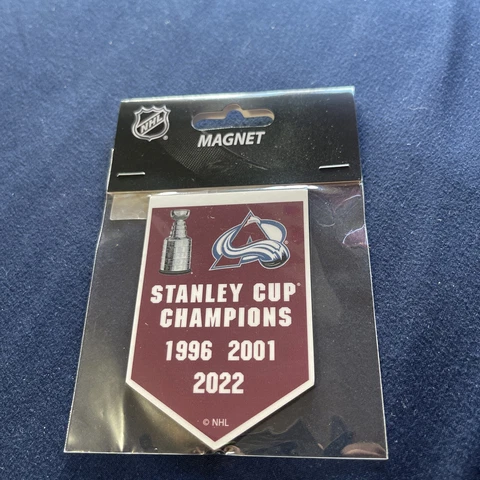 NHL
MAGNET
STANLEY CUP®
CHAMPIONS
1996 2001
2022
© NHL